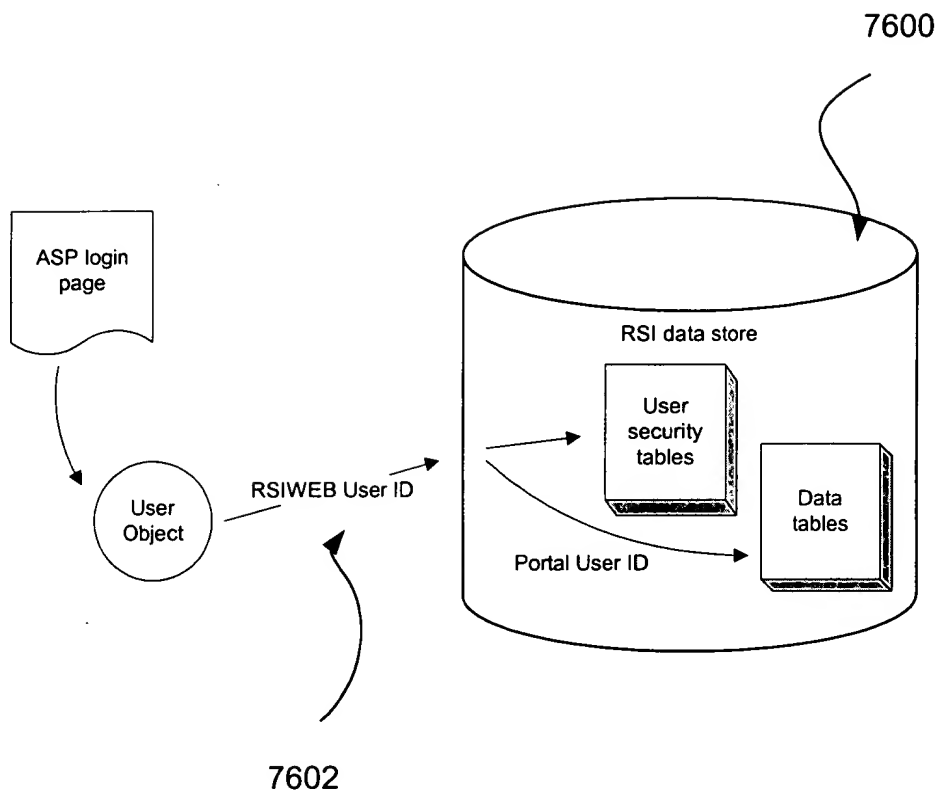 7600
ASP login
page
RSI data store
User
security
tables
RSIWEB User ID
User
Object
Data
tables
Portal User ID
7602